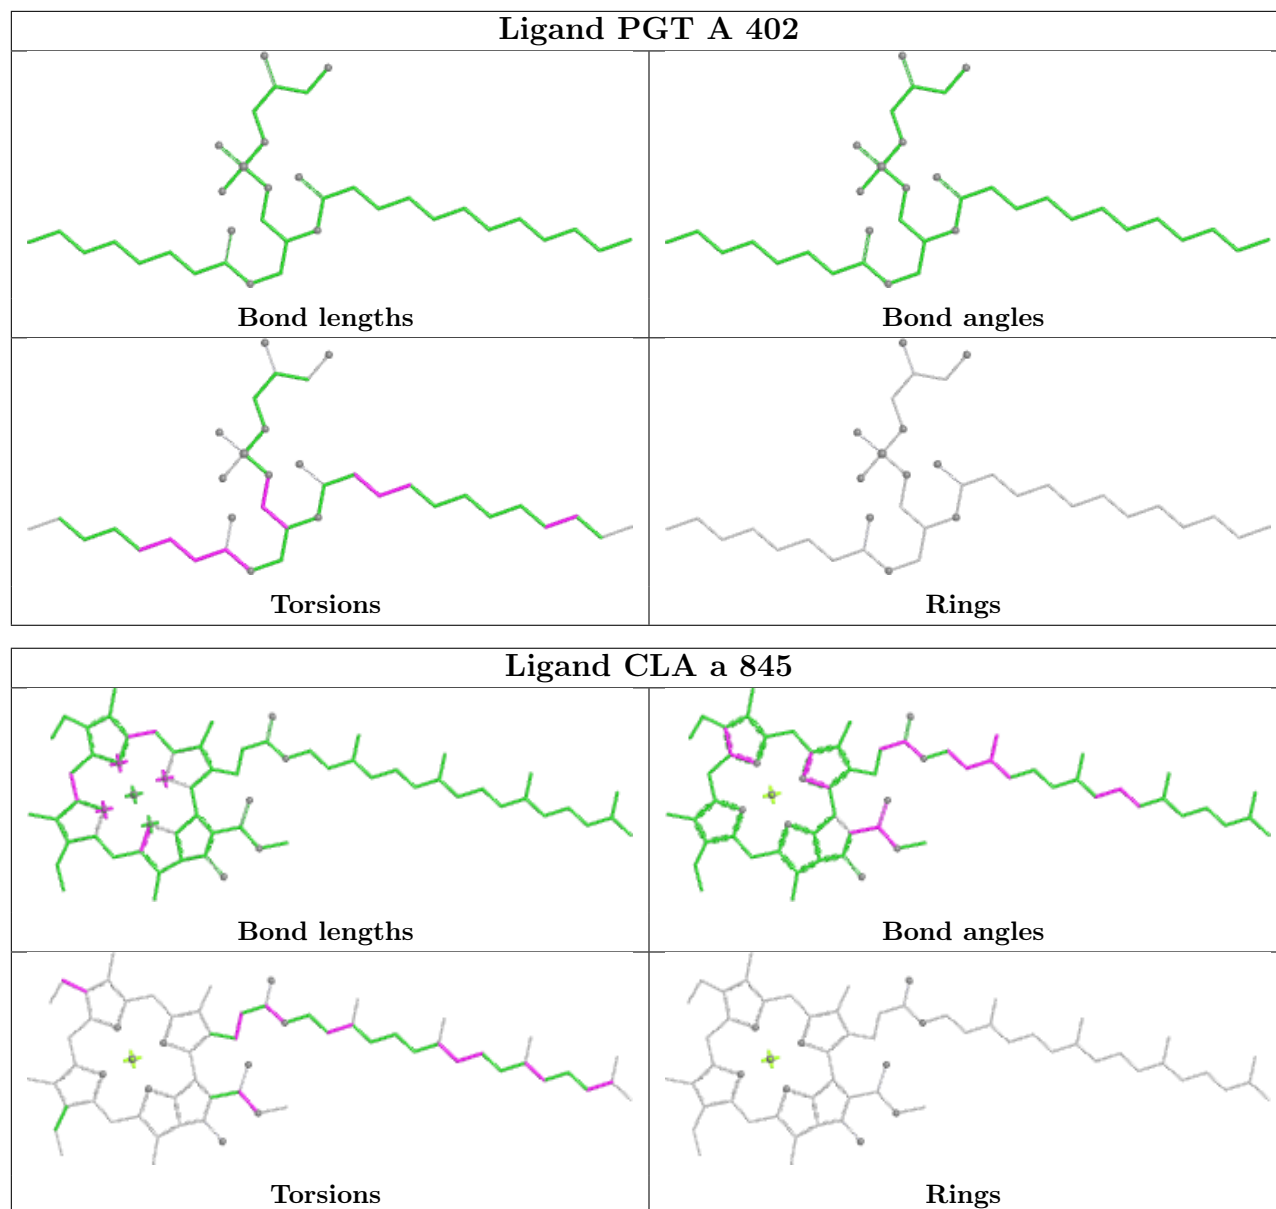 Ligand PGT A 402
Bond lengths
Bond angles
Torsions
Rings
Ligand CLA a 845
Bond lengths
Bond angles
Torsions
Rings